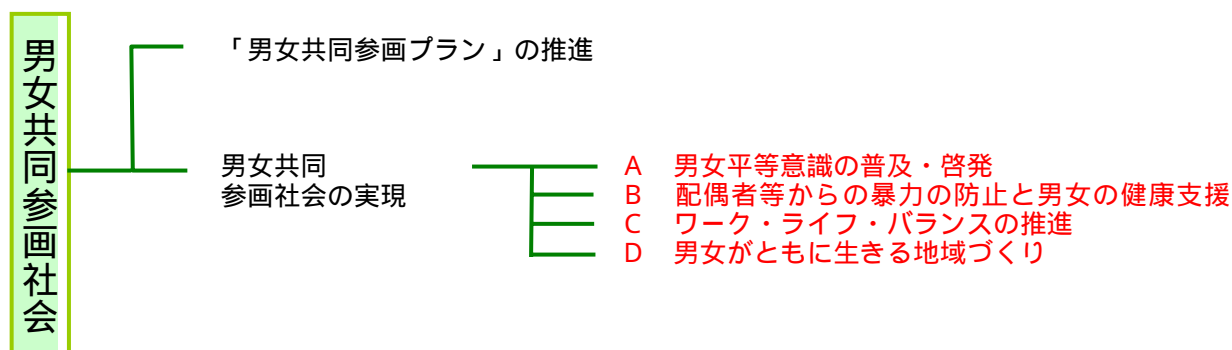 男女共同参画社会
「男女共同参画プラン」の推進
男女共同
参画社会の実現
A 男女平等意識の普及・啓発
B 配偶者等からの暴力の防止と男女の健康支援
C ワーク・ライフ・バランスの推進
D 男女がともに生きる地域づくり